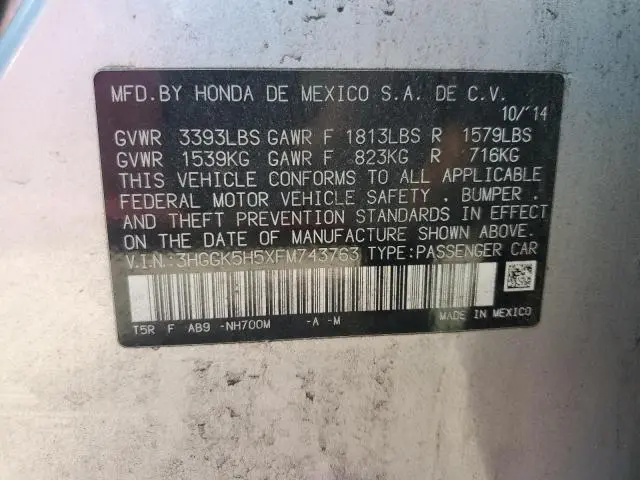 MFD.BY HONDA DE MEXICO S.A. DE C.V.
10/'14
GVWR 3393LBS GAWR F 1813LBS R 1579LBS
GVWR 1539KG GAWR F 823KG R 716KG
THIS VEHICLE CONFORMS TO ALL APPLICABLE
FEDERAL MOTOR VEHICLE SAFETY . BUMPER .
AND THEFT PREVENTION STANDARDS IN EFFECT
ON THE DATE OF MANUFACTURE SHOWN ABOVE.
V.I.N.:3HGGK5H5XFM743763 TYPE:PASSENGER CAR
T5R F AB9 -NH700M -A -M
MADE IN MEXICO